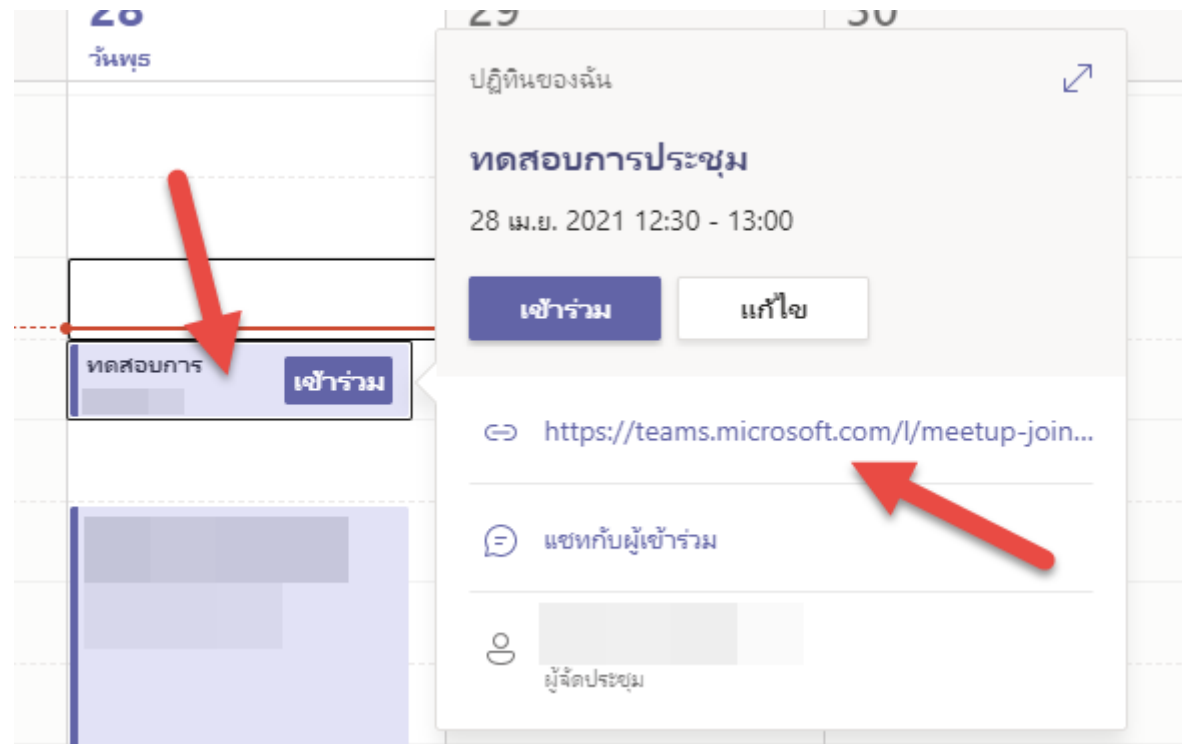 28
29
30
วันพุธ
ปฏิทินของฉัน
ทดสอบการประชุม
28 เม.ย. 2021 12:30 - 13:00
เข้าร่วม
แก้ไข
ทดสอบการ
เข้าร่วม
https://teams.microsoft.com/l/meetup-join...
แชทกับผู้เข้าร่วม
ผู้จัดประชุม